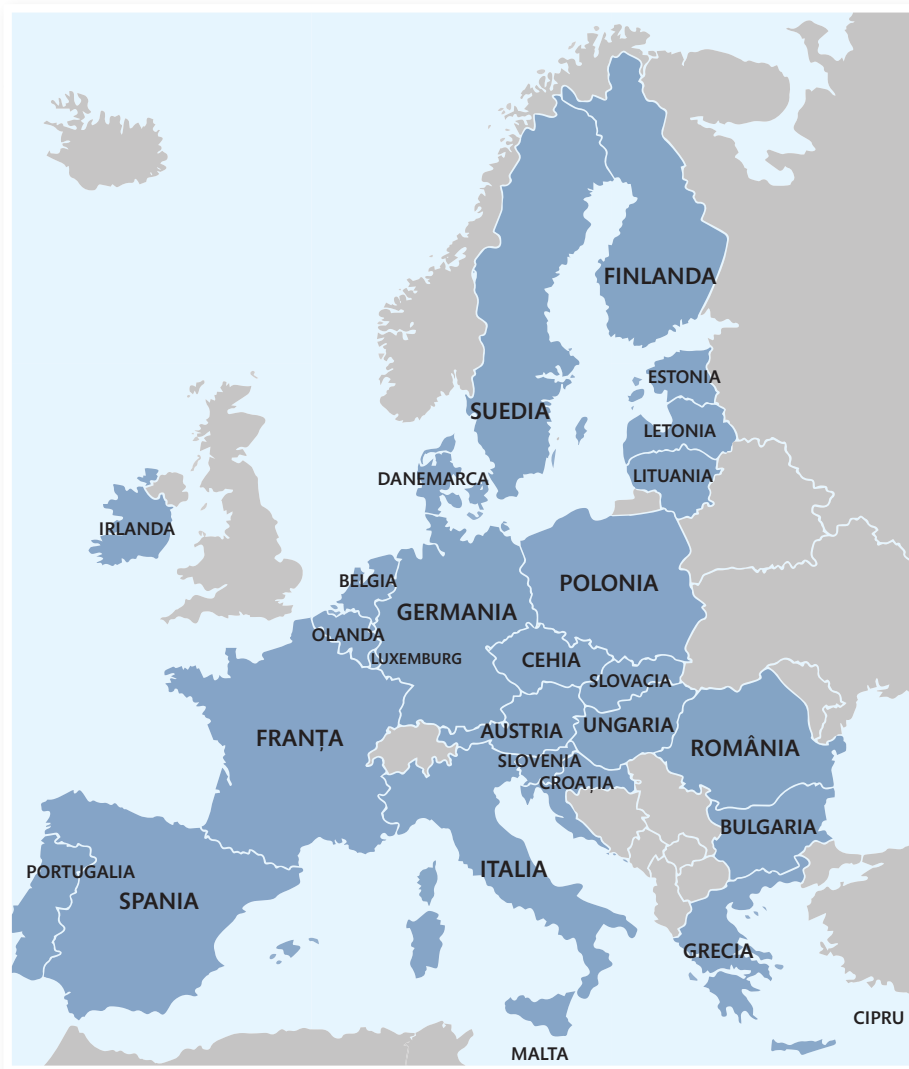 FINLANDA
ESTONIA
SUEDIA
LETONIA
LITUANIA
DANEMARCA
IRLANDA
BELGIA
POLONIA
GERMANIA
OLANDA
LUXEMBURG
CEHIA
SLOVACIA
FRANȚA
AUSTRIA
UNGARIA
ROMÂNIA
SLOVENIA
CROAȚIA
BULGARIA
PORTUGALIA
ITALIA
SPANIA
GRECIA
CIPRU
MALTA